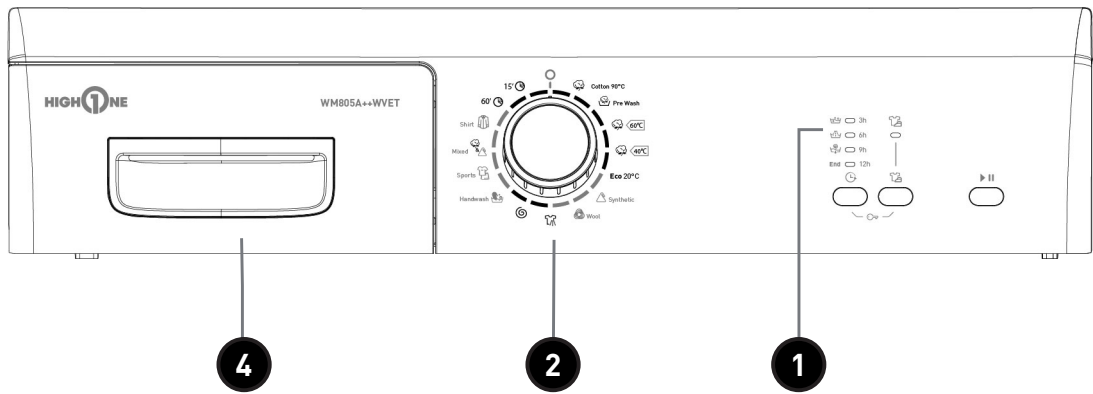 HIGH ONE
WM805A++WVET
15'
60'
Shirt
Mixed
Sports
Handwash
Cotton 90°C
Pre Wash
60°C
40°C
Eco 20°C
Synthetic
Wool
3h
6h
9h
End 12h
4
2
1